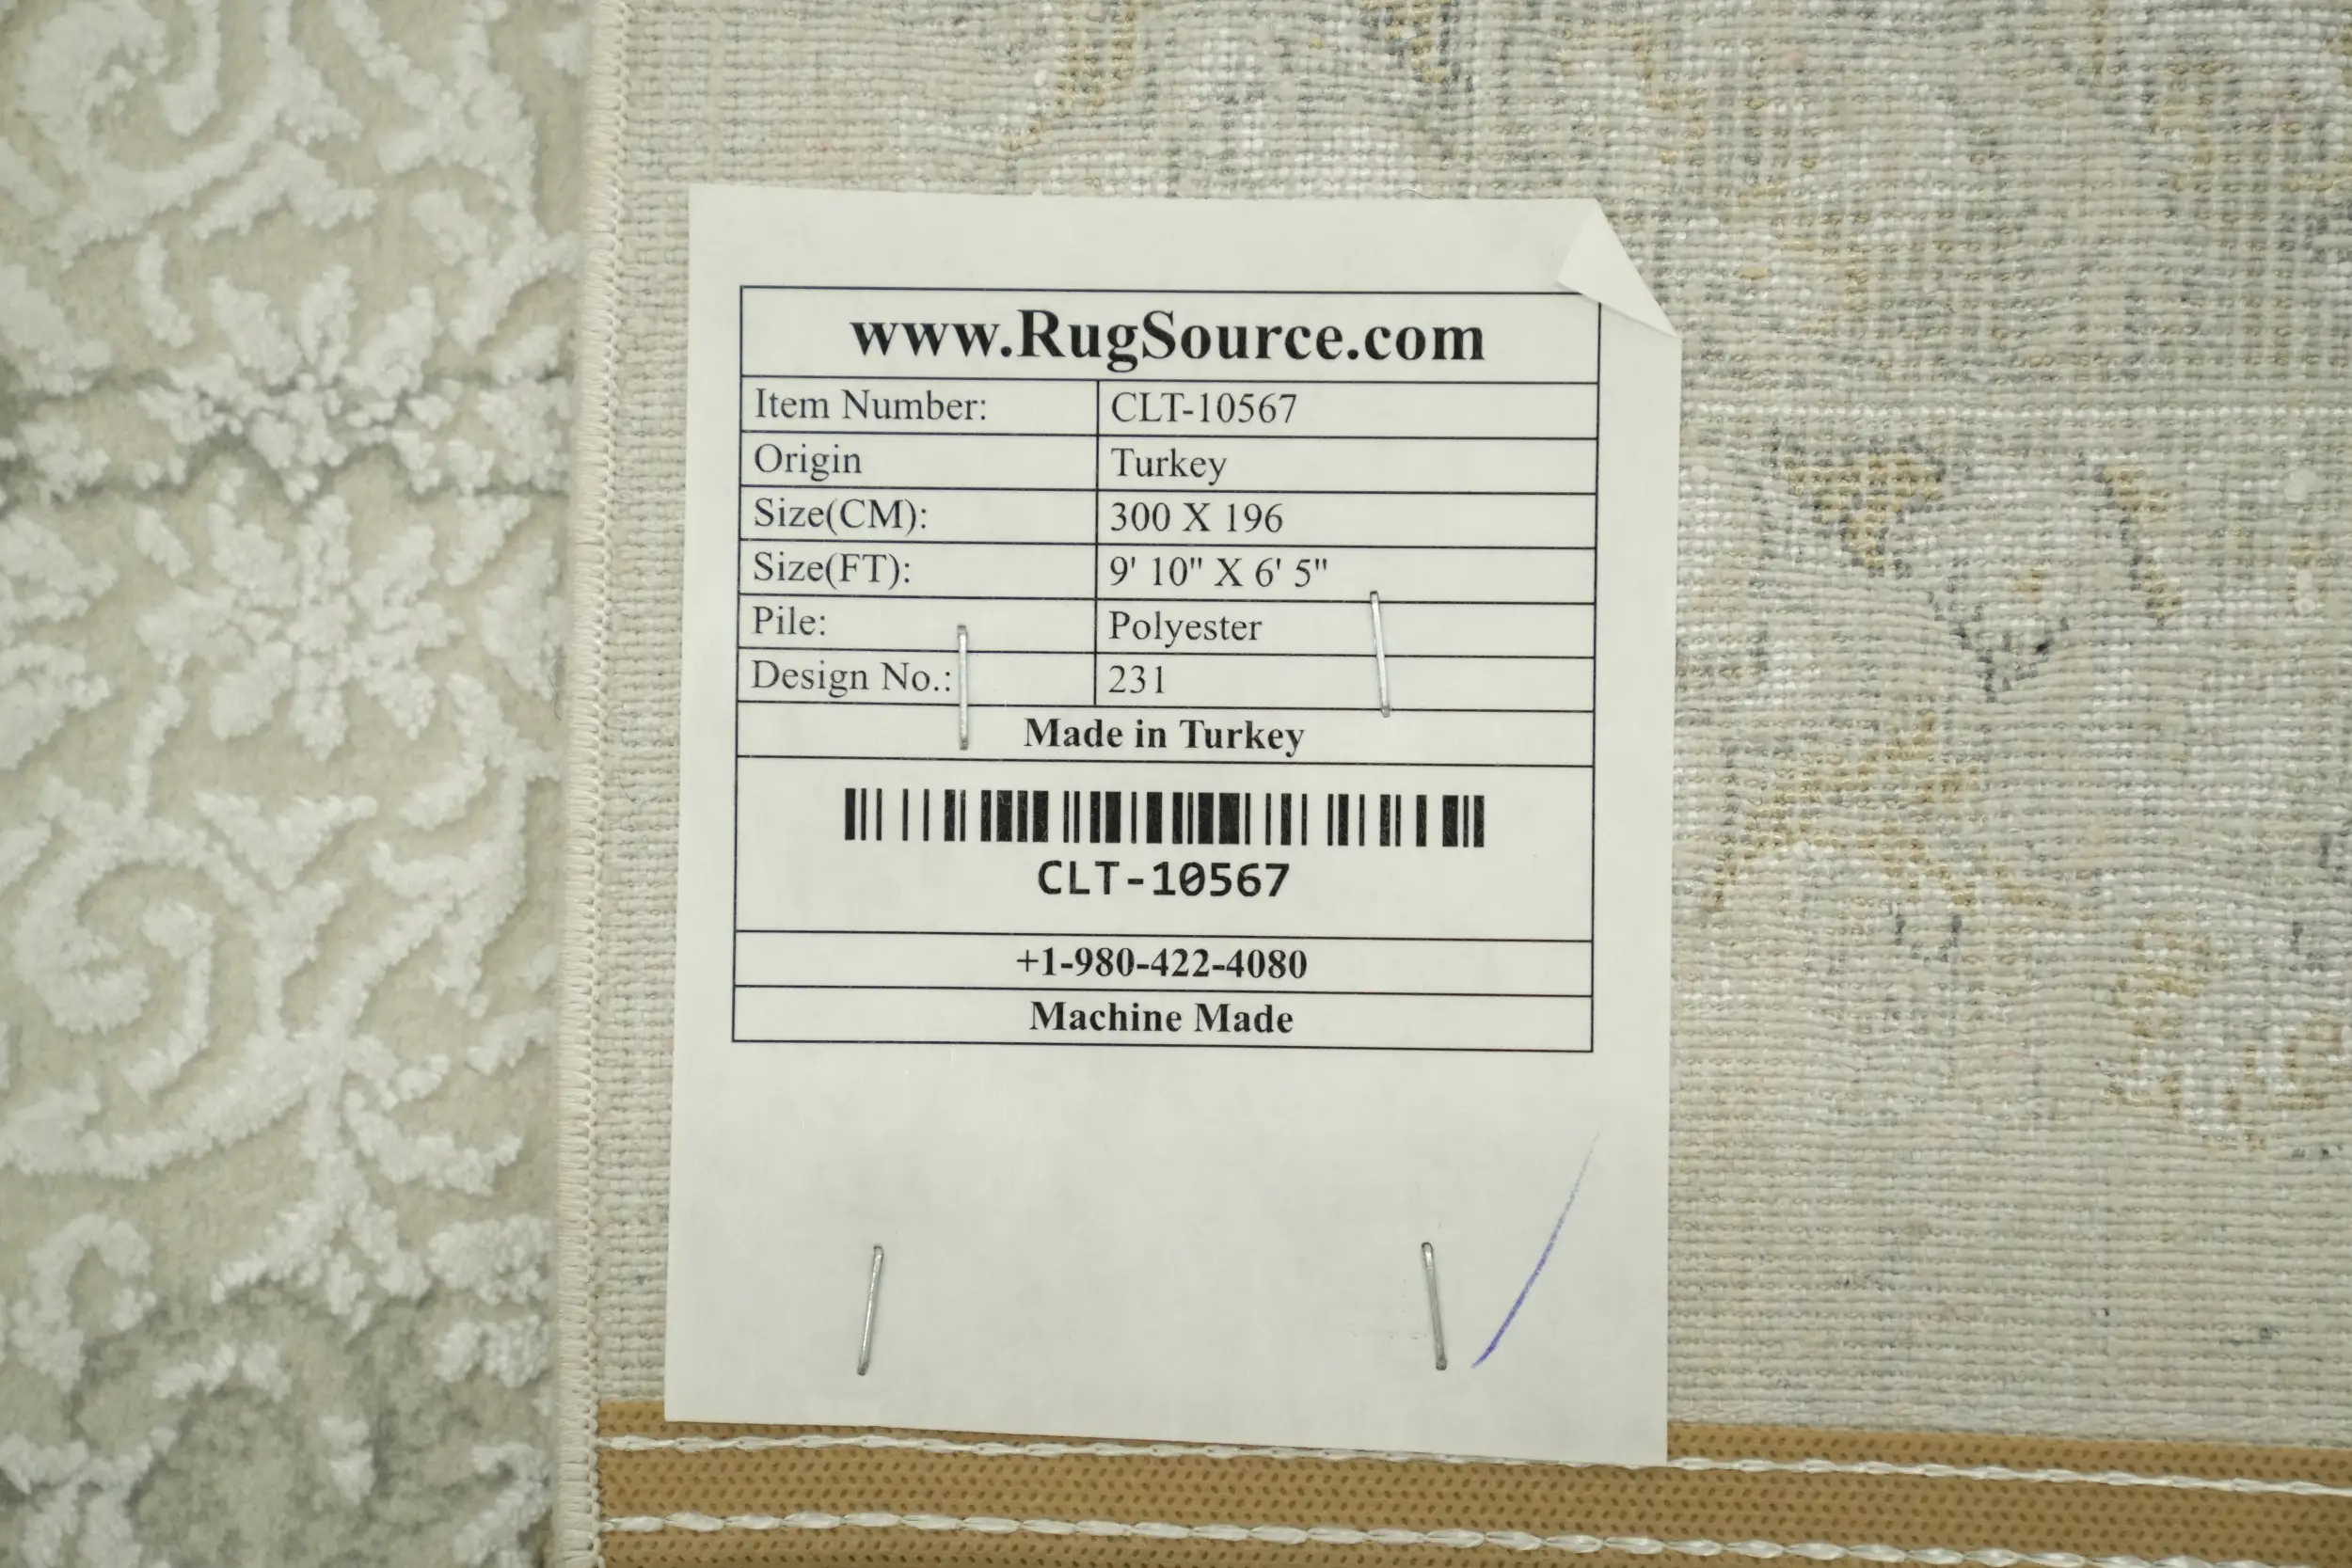 www.RugSource.com
Item Number: CLT-10567
Origin Turkey
Size(CM): 300 X 196
Size(FT): 9' 10" X 6' 5"
Pile: Polyester
Design No.: 231
Made in Turkey
CLT-10567
+1-980-422-4080
Machine Made